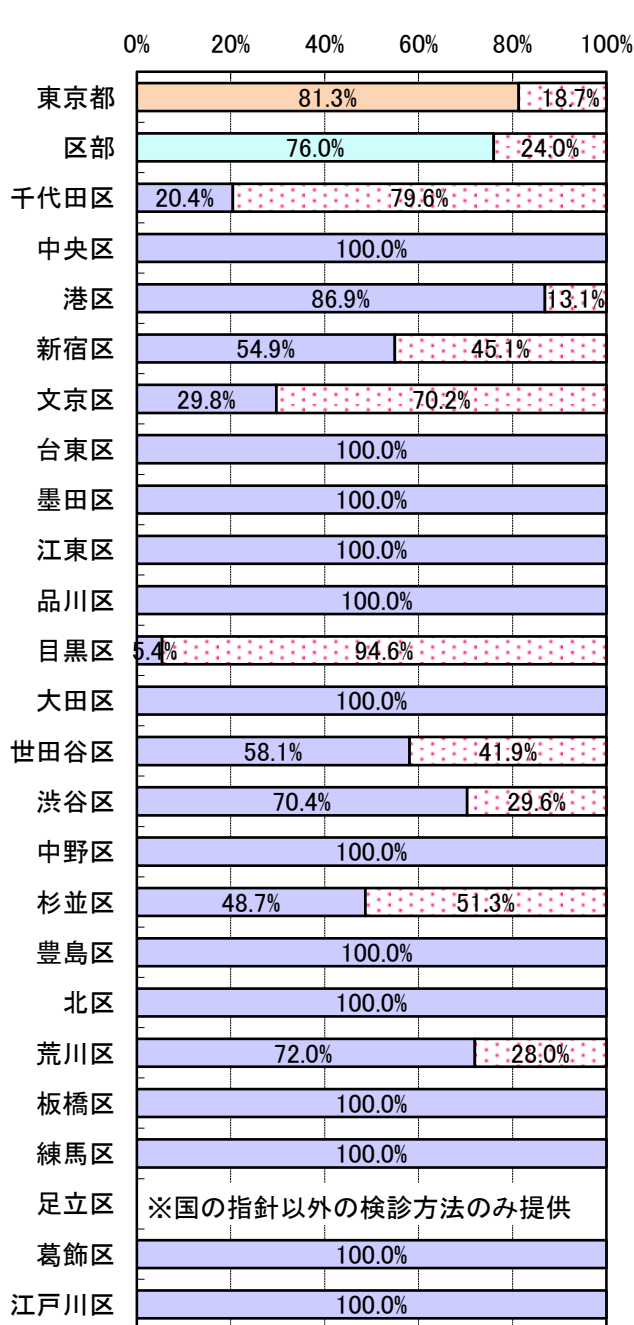 0% 20% 40% 60% 80% 100%
東京都 81.3% 18.7%
区部 76.0% 24.0%
千代田区 20.4% 79.6%
中央区 100.0%
港区 86.9% 13.1%
新宿区 54.9% 45.1%
文京区 29.8% 70.2%
台東区 100.0%
墨田区 100.0%
江東区 100.0%
品川区 100.0%
目黒区 5.4% 94.6%
大田区 100.0%
世田谷区 58.1% 41.9%
渋谷区 70.4% 29.6%
中野区 100.0%
杉並区 48.7% 51.3%
豊島区 100.0%
北区 100.0%
荒川区 72.0% 28.0%
板橋区 100.0%
練馬区 100.0%
足立区 ※国の指針以外の検診方法のみ提供
葛飾区 100.0%
江戸川区 100.0%